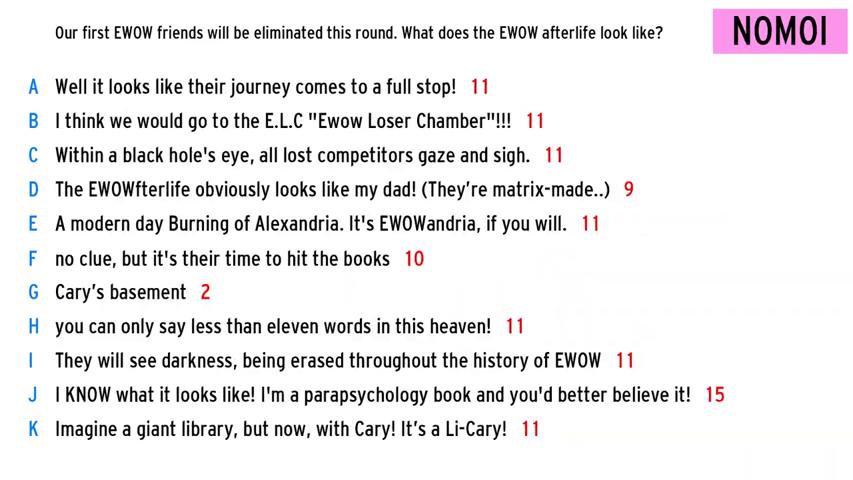 Our first EWOW friends will be eliminated this round. What does the EWOW afterlife look like?
NOMOI
A Well it looks like their journey comes to a full stop! 11
B I think we would go to the E.L.C "Ewow Loser Chamber"!!! 11
C Within a black hole's eye, all lost competitors gaze and sigh. 11
D The EWOWfterlife obviously looks like my dad! (They're matrix-made..) 9
E A modern day Burning of Alexandria. It's EWOWandria, if you will. 11
F no clue, but it's their time to hit the books 10
G Cary's basement 2
H you can only say less than eleven words in this heaven! 11
I They will see darkness, being erased throughout the history of EWOW 11
J I KNOW what it looks like! I'm a parapsychology book and you'd better believe it! 15
K Imagine a giant library, but now, with Cary! It's a Li-Cary! 11